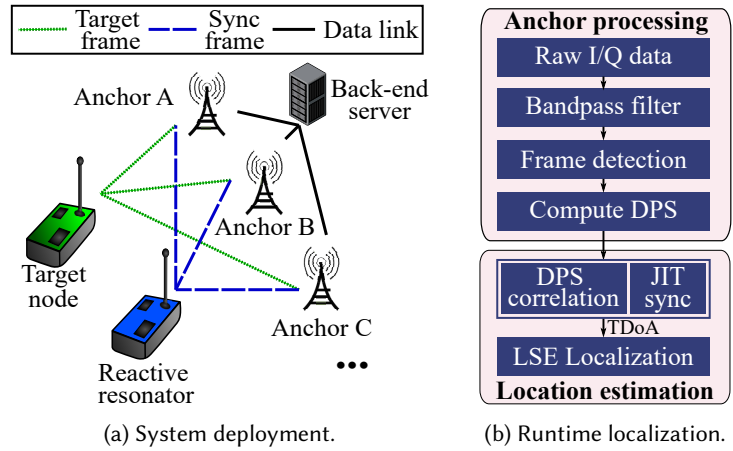 Target frame
Sync frame
Data link
Anchor A
Back-end
server
Anchor B
Target
node
Anchor C
Reactive
resonator
...
(a) System deployment.
Anchor processing
Raw I/Q data
Bandpass filter
Frame detection
Compute DPS
DPS
correlation
JIT
sync
TDoA
LSE Localization
Location estimation
(b) Runtime localization.